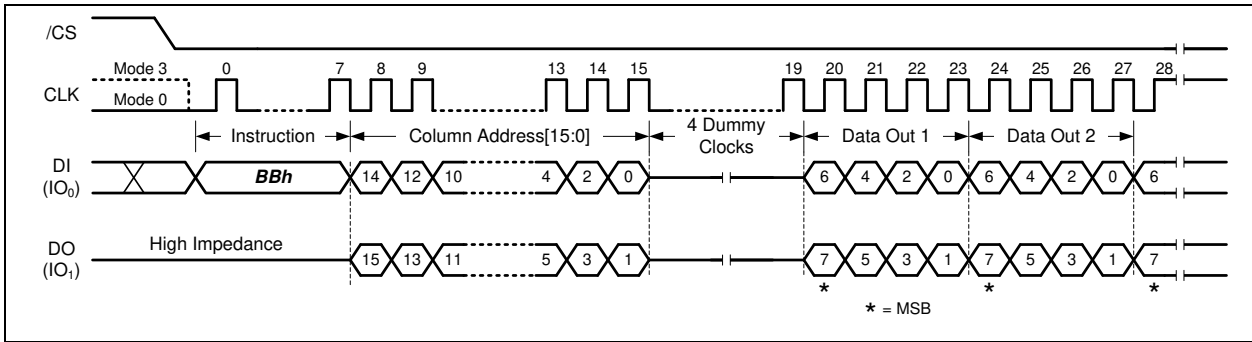 /CS
Mode 3 0 7 8 9 13 14 15 19 20 21 22 23 24 25 26 27 28
CLK
Mode 0
Instruction Column Address[15:0] 4 Dummy Clocks Data Out 1 Data Out 2
DI
(IO₀)
BBh 14 12 10 4 2 0 6 4 2 0 6 4 2 0 6
High Impedance
DO
(IO₁)
15 13 11 5 3 1 7 5 3 1 7 5 3 1 7
* * *
* = MSB